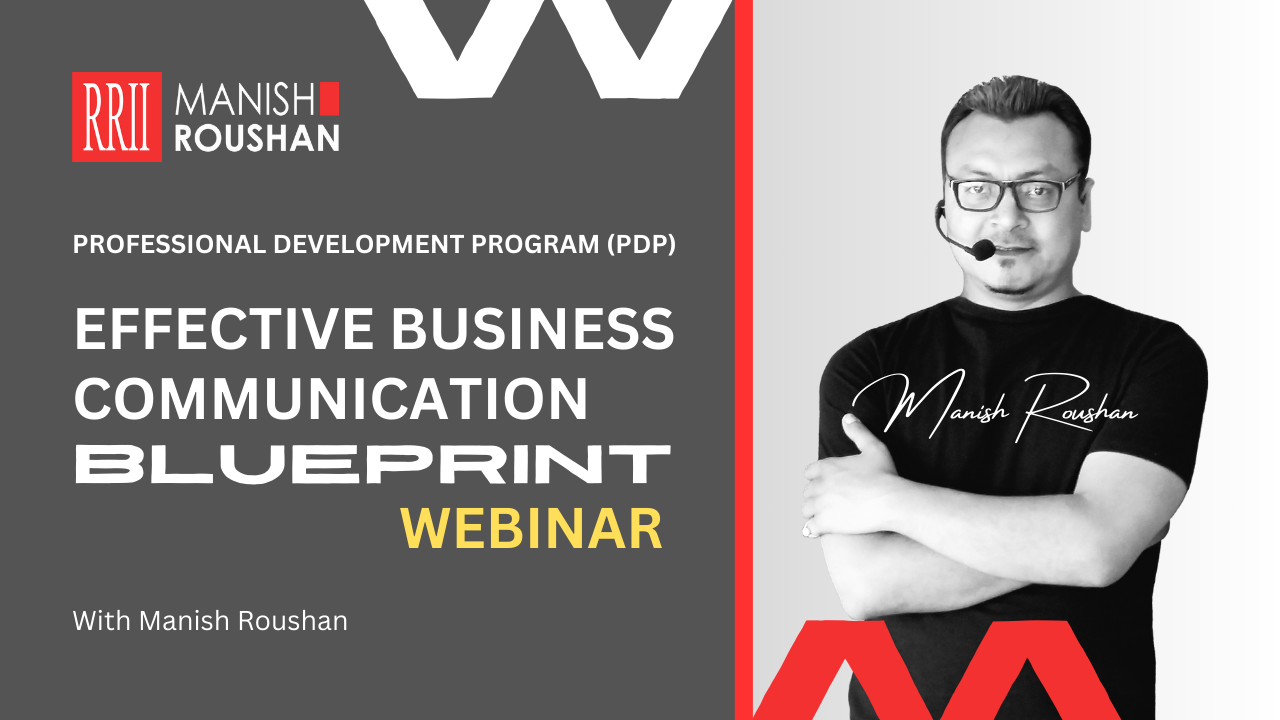 RRII
MANISH
ROUSHAN
PROFESSIONAL DEVELOPMENT PROGRAM (PDP)
EFFECTIVE BUSINESS
COMMUNICATION
BLUEPRINT
WEBINAR
With Manish Roushan
Manish Roushan